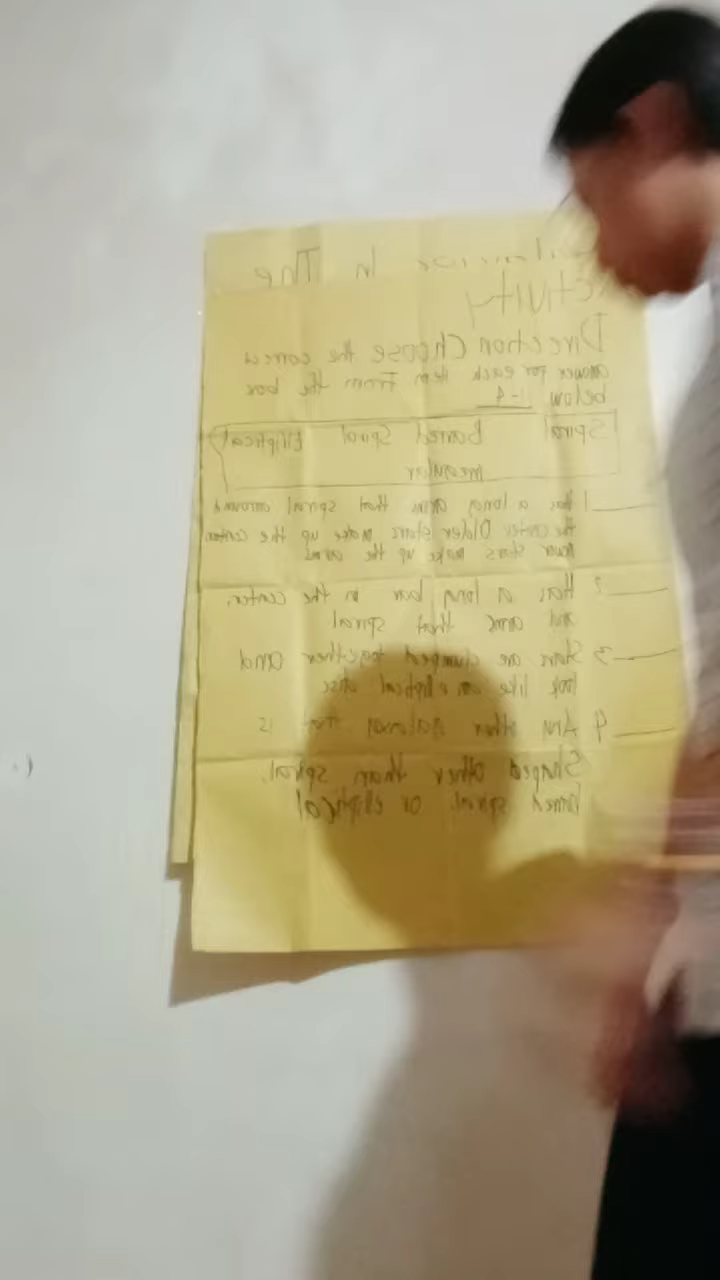 In The
Activity
Direction Choose the correct
answer for each item From the box
below 1-4
Spiral Barred Spiral Elliptical
irregular
1 has a long arms that spiral around
the center Older stars make up the center
stars make up the arms
2 Has a long bar in the center.
and arms that spiral
3 Stars are clumped together and
look like an eliptical disc
4 Any other galaxy that is
Shaped Other than spiral.
barred spiral. or elliptical